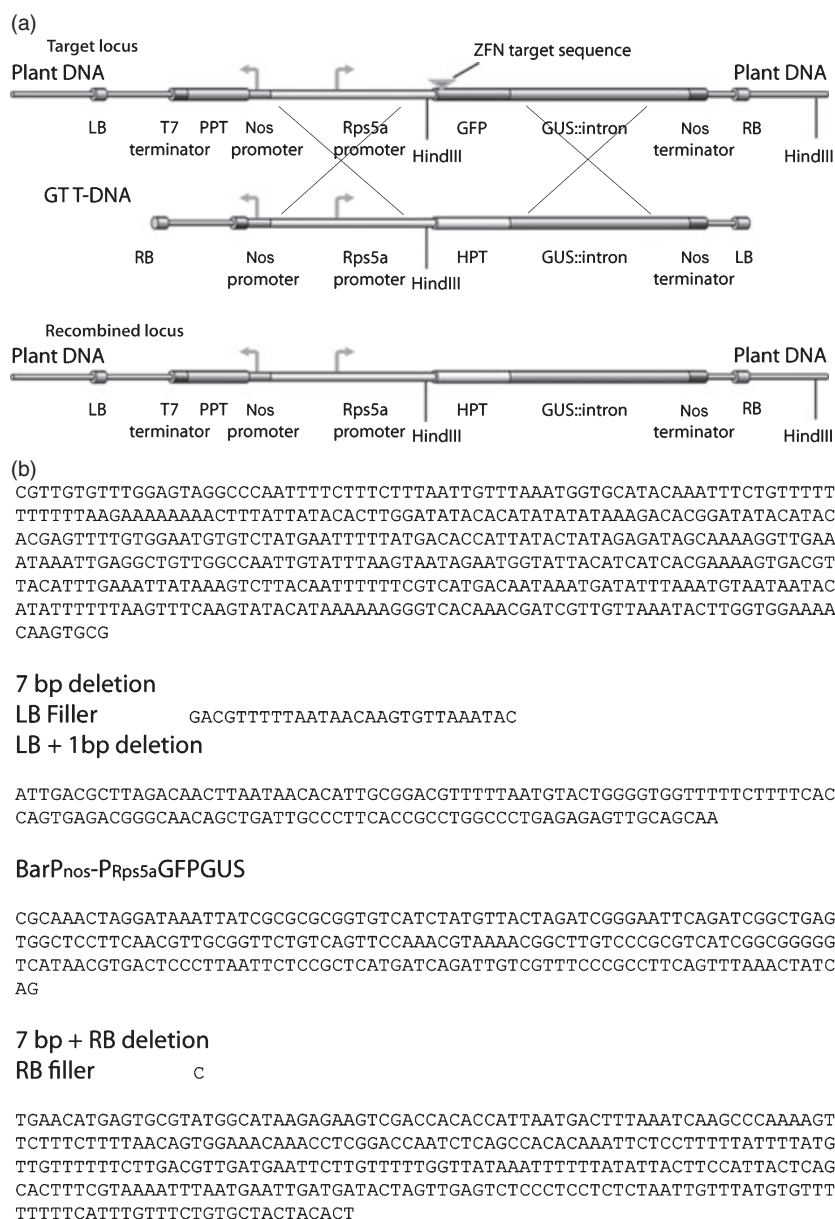 (a)
Target locus
ZFN target sequence
Plant DNA
Plant DNA
LB
T7 terminator
PPT
Nos promoter
Rps5a promoter
HindIII
GFP
GUS::intron
Nos terminator
RB
HindIII
GT T-DNA
RB
Nos promoter
Rps5a promoter
HindIII
HPT
GUS::intron
Nos terminator
LB
Recombined locus
Plant DNA
Plant DNA
LB
T7 terminator
PPT
Nos promoter
Rps5a promoter
HindIII
HPT
GUS::intron
Nos terminator
RB
HindIII
(b)
CGTTGTGTTTGGAGTAGGCCCAATTTTCTTTCTTTAATTGTTTAAATGGTGCATACAAATTTCTGTTTTT
TTTTTTAAGAAAAAAAAACTTTATTATACACTTGGATATACACATATATATAAAGACACGGATATACATAC
ACGAGTTTTGTGGAATGTGTCTATGAATTTTTATGACACCATTATACTATAGAGATAGCAAAAGGTTGAA
ATAAATTGAGGCTGTTGGCCAATTGTATTTAAGTAATAGAATGGTATTACATCATCACGAAAAGTGACGT
TACATTTGAAATTATAAAGTCTTACAATTTTTTCGTCATGACAATAAATGATATTTAAATGTAATAATAC
ATATTTTTTAAGTTTCAAGTATACATAAAAAAGGGTCACAAACGATCGTTGTTAAATACTTGGTGGAAAA
CAAGTGCG
7 bp deletion
LB Filler GACGTTTTTAATAACAAGTGTTAAATAC
LB + 1bp deletion
ATTGACGCTTAGACAACTTAATAACACATTGCGGACGTTTTTAATGTACTGGGGTGGTTTTTCTTTTCAC
CAGTGAGACGGGCAACAGCTGATTGCCCTTCACCGCCTGGCCCTGAGAGAGTTGCAGCAA
BarPnos-PRps5aGFPGUS
CGCAAACTAGGATAAATTATCGCGCGCGGTGTCATCTATGTTACTAGATCGGGAATTCAGATCGGCTGAG
TGGCTCCTTCAACGTTGCGGTTCTGTCAGTTCCAAACGTAAAACGGCTTGTCCCGCGTCATCGGCGGGGG
TCATAACGTGACTCCCTTAATTCTCCGCTCATGATCAGATTGTCGTTTCCCGCCTTCAGTTTAAACTATC
AG
7 bp + RB deletion
RB filler C
TGAACATGAGTGCGTATGGCATAAGAGAAGTCGACCACACCATTAATGACTTTAAATCAAGCCCAAAAGT
TCTTTCTTTTAACAGTGGAAACAAACCTCGGACCAATCTCAGCCACACAAATTCTCCTTTTTATTTTATG
TTGTTTTTTCTTGACGTTGATGAATTCTTGTTTTTGGTTATAAATTTTTTATATTACTTCCATTACTCAG
CACTTTCGTAAAATTTAATGAATTGATGATACTAGTTGAGTCTCCCTCCTCTCTAATTGTTTATGTGTTT
TTTTTCATTTGTTTCTGTGCTACTACACT